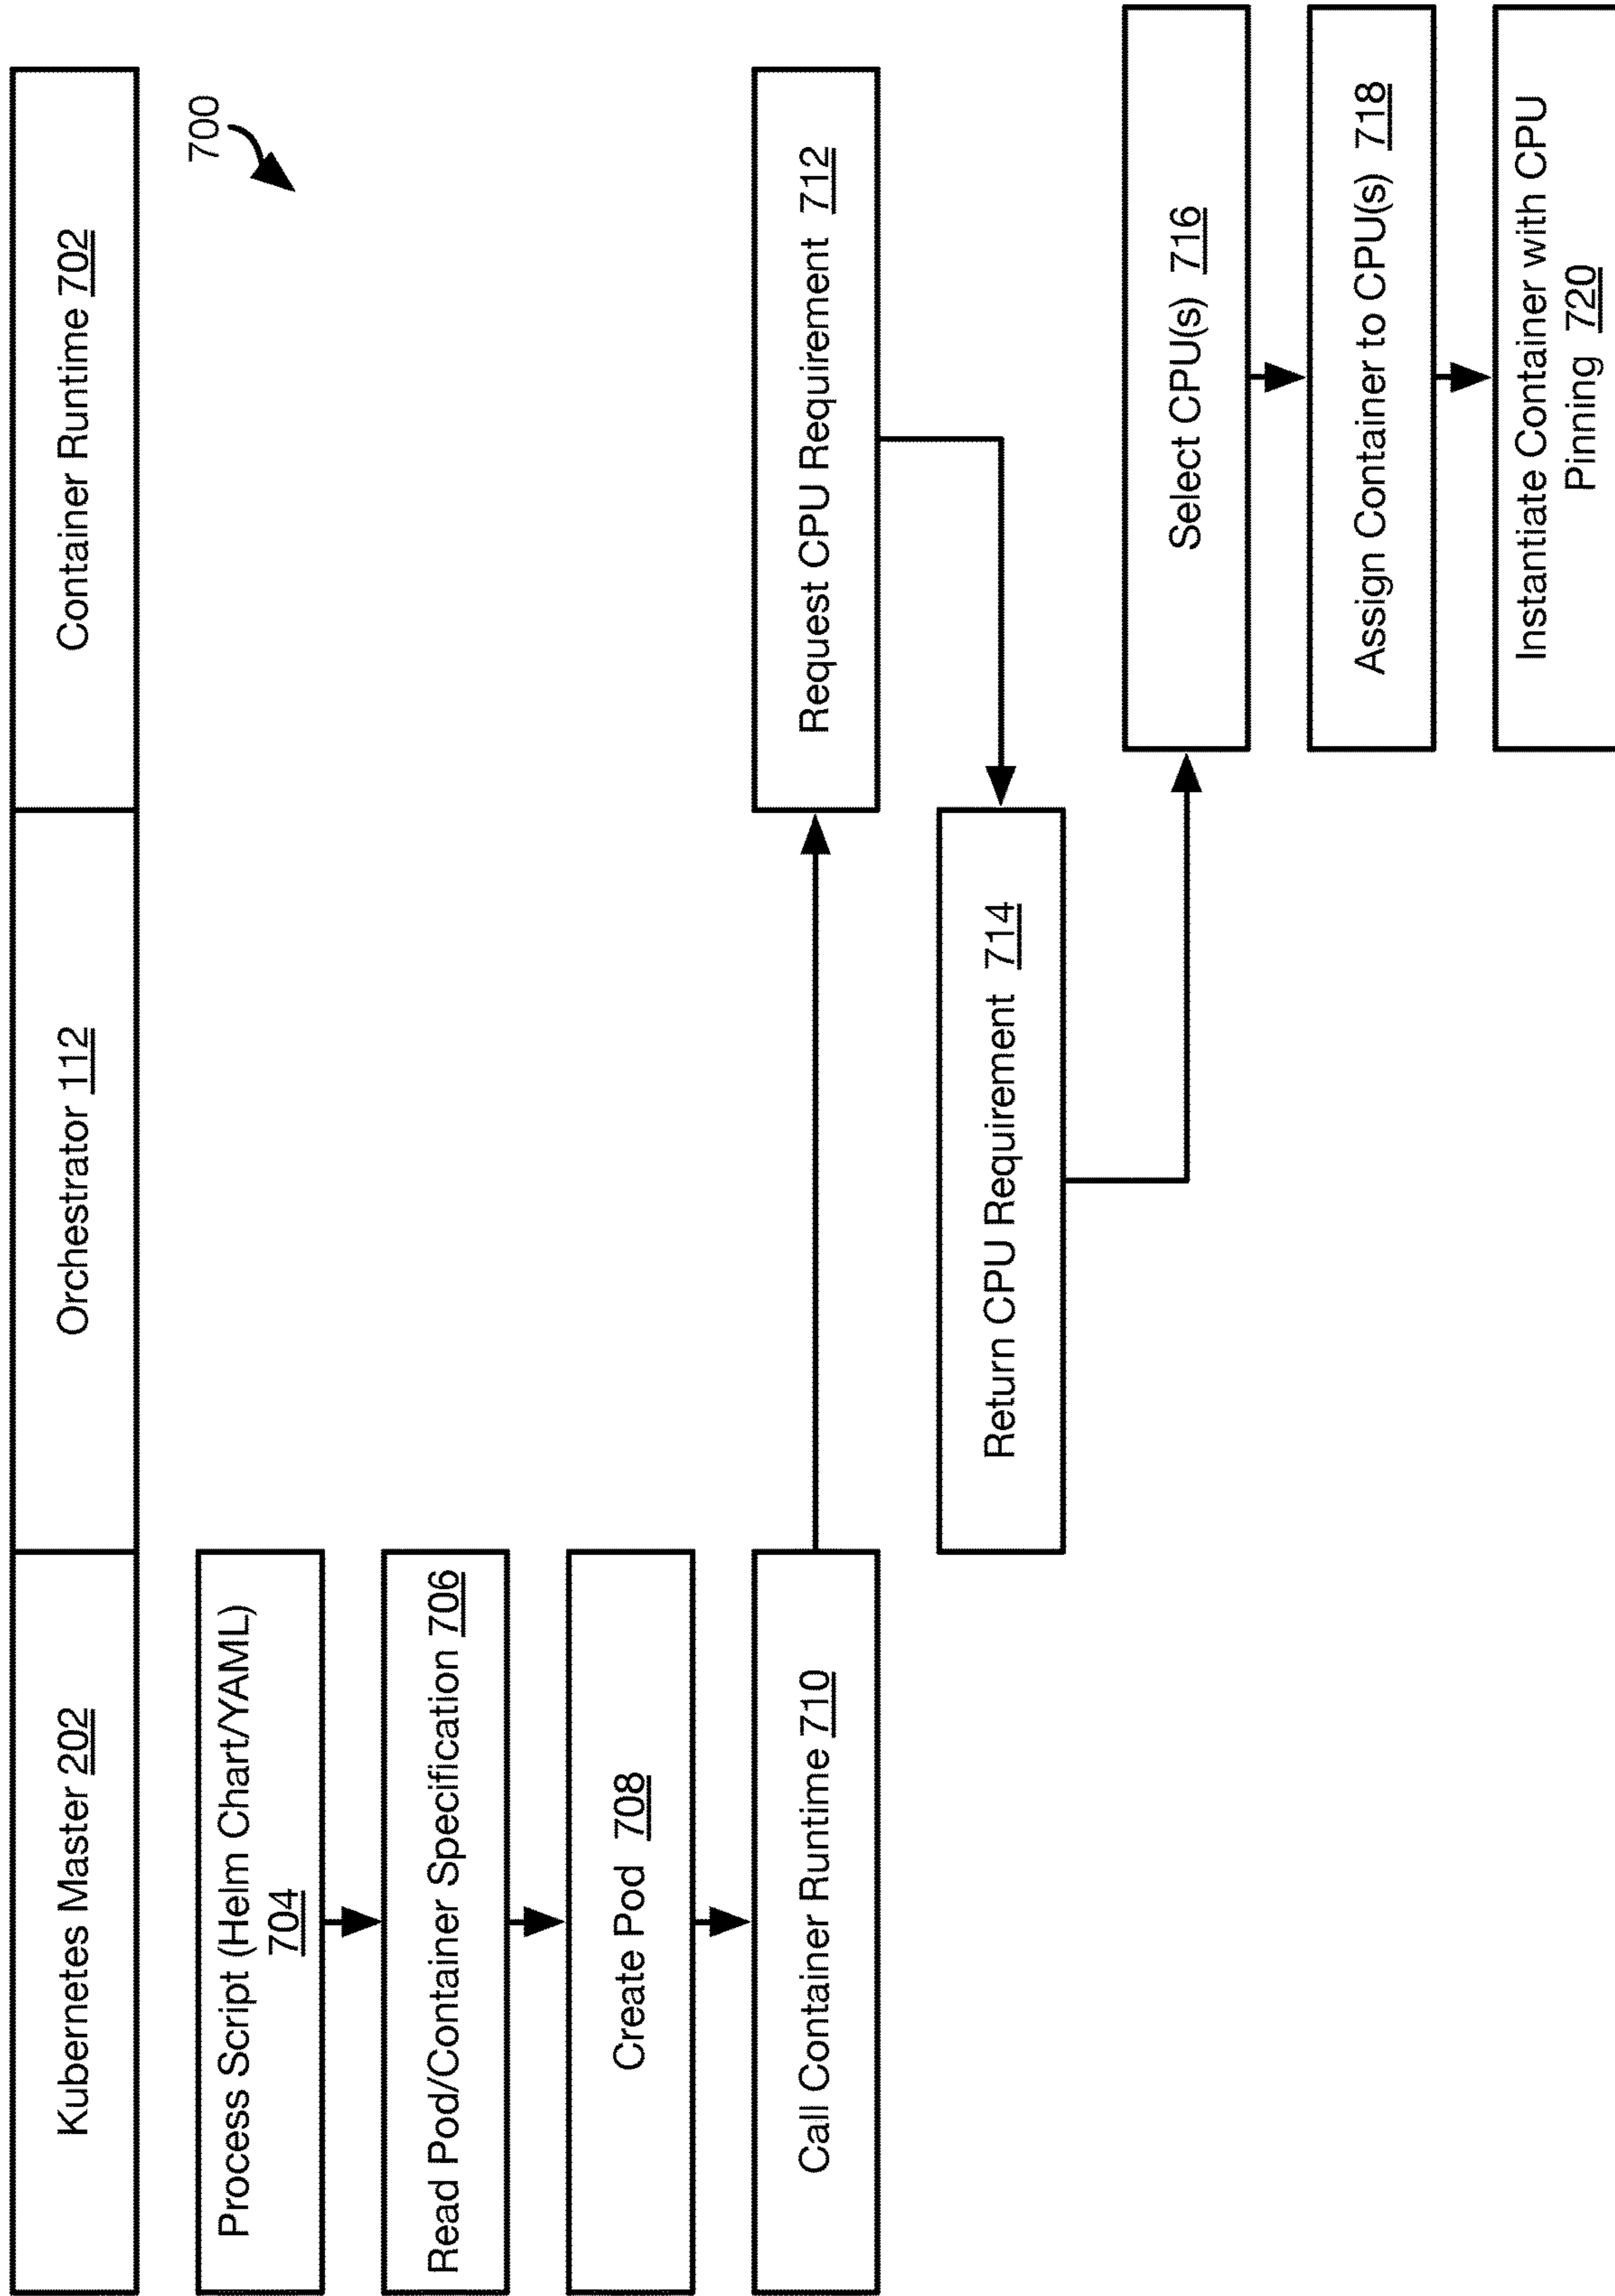 Kubernetes Master 202
Orchestrator 112
Container Runtime 702
700
Process Script (Helm Chart/YAML)
704
Read Pod/Container Specification 706
Create Pod 708
Call Container Runtime 710
Request CPU Requirement 712
Return CPU Requirement 714
Select CPU(s) 716
Assign Container to CPU(s) 718
Instantiate Container with CPU
Pinning 720